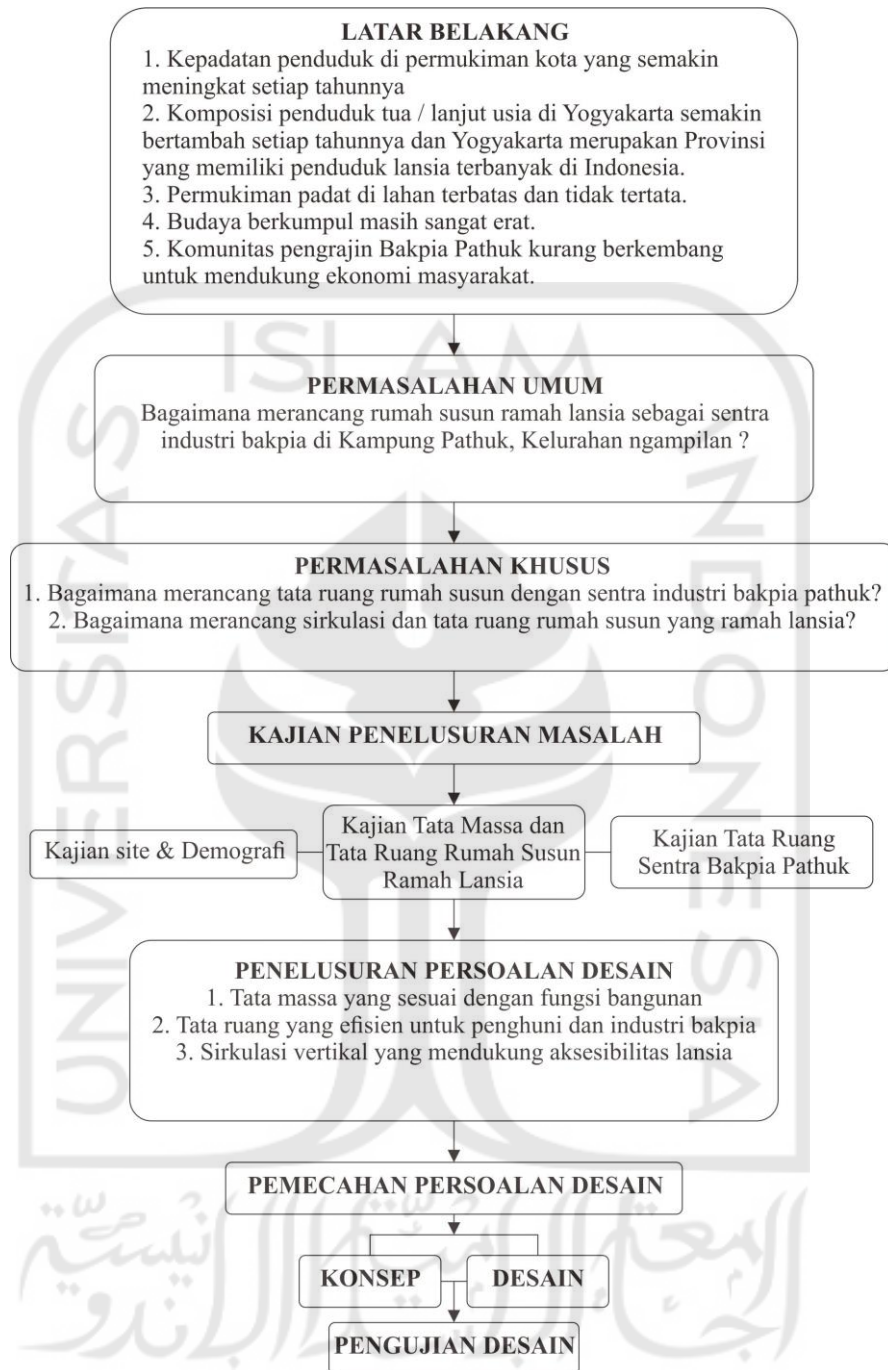 LATAR BELAKANG
1. Kepadatan penduduk di permukiman kota yang semakin
meningkat setiap tahunnya
2. Komposisi penduduk tua / lanjut usia di Yogyakarta semakin
bertambah setiap tahunnya dan Yogyakarta merupakan Provinsi
yang memiliki penduduk lansia terbanyak di Indonesia.
3. Permukiman padat di lahan terbatas dan tidak tertata.
4. Budaya berkumpul masih sangat erat.
5. Komunitas pengrajin Bakpia Pathuk kurang berkembang
untuk mendukung ekonomi masyarakat.
PERMASALAHAN UMUM
Bagaimana merancang rumah susun ramah lansia sebagai sentra
industri bakpia di Kampung Pathuk, Kelurahan ngampilan ?
PERMASALAHAN KHUSUS
1. Bagaimana merancang tata ruang rumah susun dengan sentra industri bakpia pathuk?
2. Bagaimana merancang sirkulasi dan tata ruang rumah susun yang ramah lansia?
KAJIAN PENELUSURAN MASALAH
Kajian site & Demografi
Kajian Tata Massa dan
Tata Ruang Rumah Susun
Ramah Lansia
Kajian Tata Ruang
Sentra Bakpia Pathuk
PENELUSURAN PERSOALAN DESAIN
1. Tata massa yang sesuai dengan fungsi bangunan
2. Tata ruang yang efisien untuk penghuni dan industri bakpia
3. Sirkulasi vertikal yang mendukung aksesibilitas lansia
PEMECAHAN PERSOALAN DESAIN
KONSEP
DESAIN
PENGUJIAN DESAIN
UNIVERSITAS
ISLAM
INDONESIA